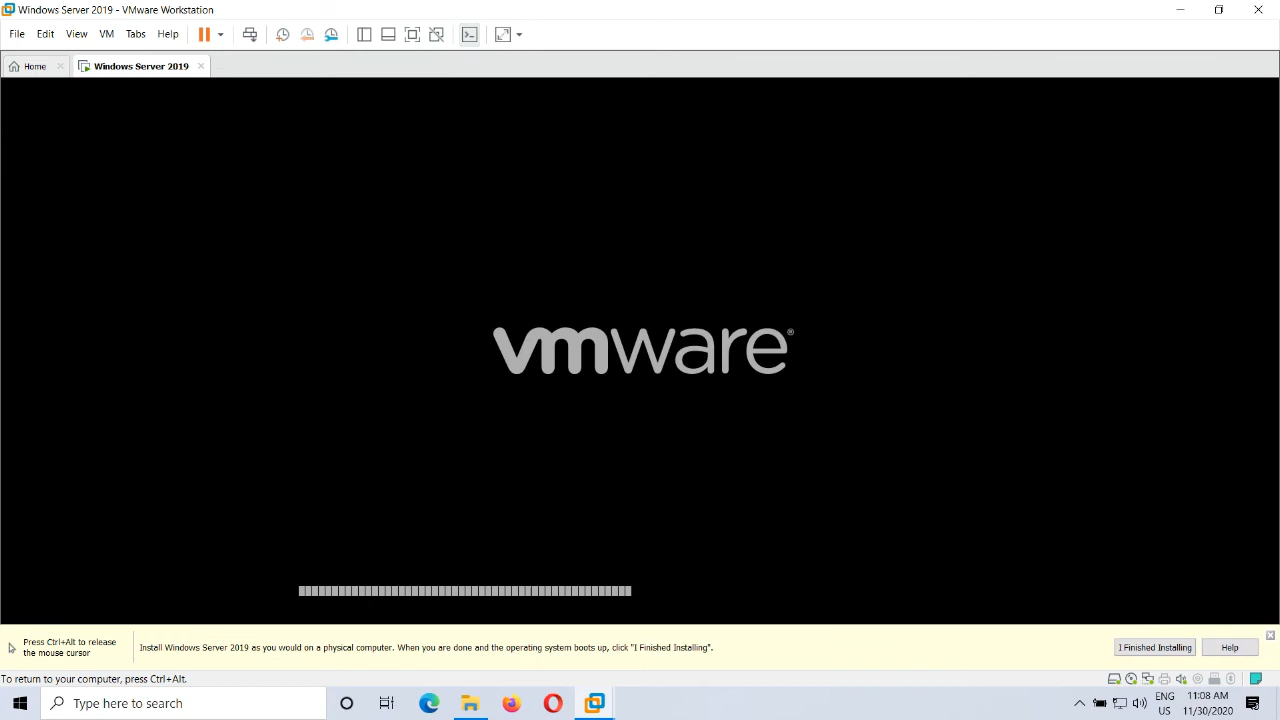 Windows Server 2019 - VMware Workstation
File Edit View VM Tabs Help
Home Windows Server 2019
vmware®
Press Ctrl+Alt to release
the mouse cursor
Install Windows Server 2019 as you would on a physical computer. When you are done and the operating system boots up, click "I Finished Installing".
I Finished Installing
Help
To return to your computer, press Ctrl+Alt.
Type here to search
ENG
US
11:08 AM
11/30/2020